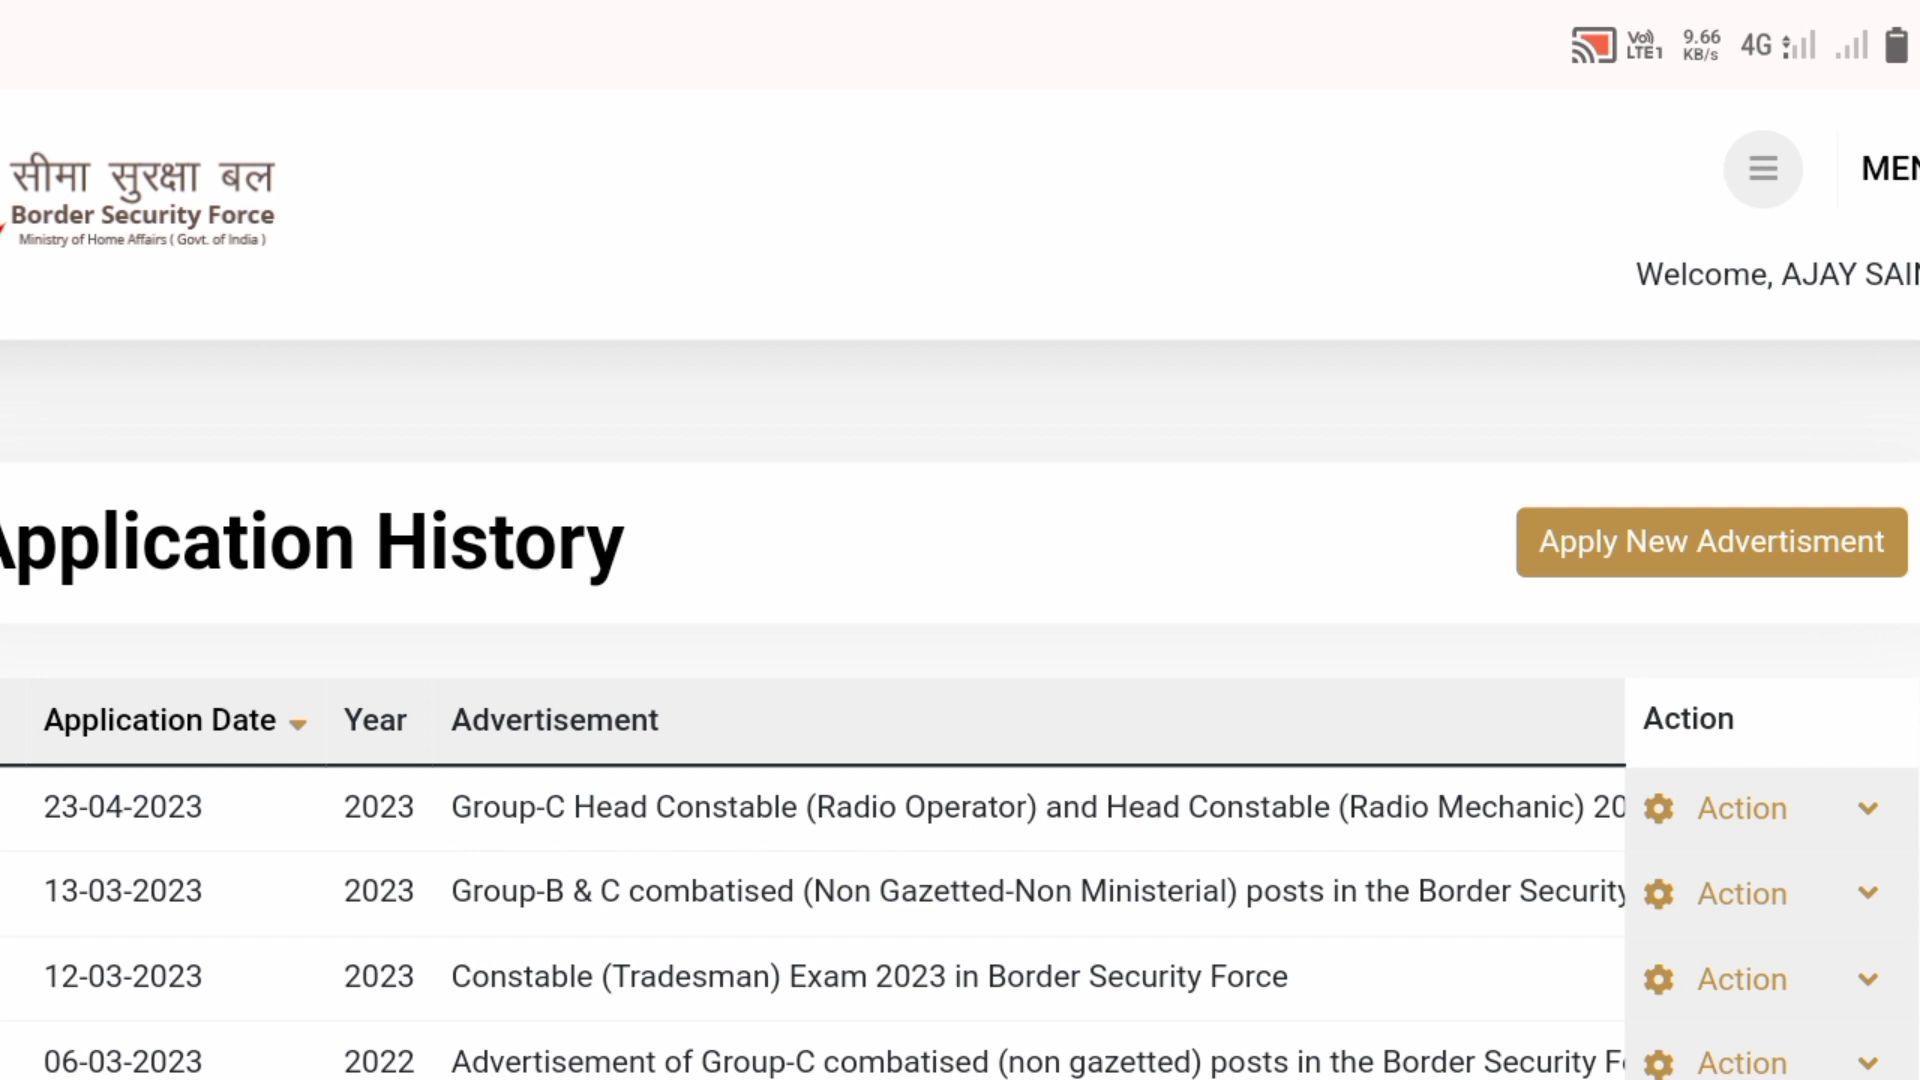 Vo) LTE1 9.66 KB/s 4G
सीमा सुरक्षा बल
Border Security Force
Ministry of Home Affairs ( Govt. of India )
Welcome, AJAY
Application History
Apply New Advertisment
Application Date Year Advertisement Action
23-04-2023 2023 Group-C Head Constable (Radio Operator) and Head Constable (Radio Mechanic) Action
13-03-2023 2023 Group-B & C combatised (Non Gazetted-Non Ministerial) posts in the Border Security Action
12-03-2023 2023 Constable (Tradesman) Exam 2023 in Border Security Force Action
06-03-2023 2022 Advertisement of Group-C combatised (non gazetted) posts in the Border Security Action